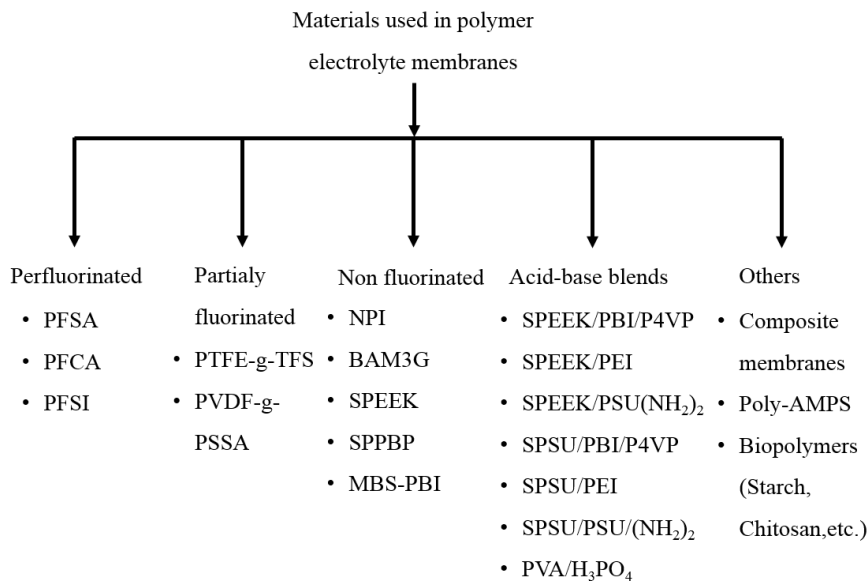 Materials used in polymer
electrolyte membranes
Perfluorinated
• PFSA
• PFCA
• PFSI
Partialy
fluorinated
• PTFE-g-TFS
• PVDF-g-
PSSA
Non fluorinated
• NPI
• BAM3G
• SPEEK
• SPPBP
• MBS-PBI
Acid-base blends
• SPEEK/PBI/P4VP
• SPEEK/PEI
• SPEEK/PSU(NH₂)₂
• SPSU/PBI/P4VP
• SPSU/PEI
• SPSU/PSU/(NH₂)₂
• PVA/H₃PO₄
Others
• Composite
membranes
• Poly-AMPS
• Biopolymers
(Starch,
Chitosan,etc.)